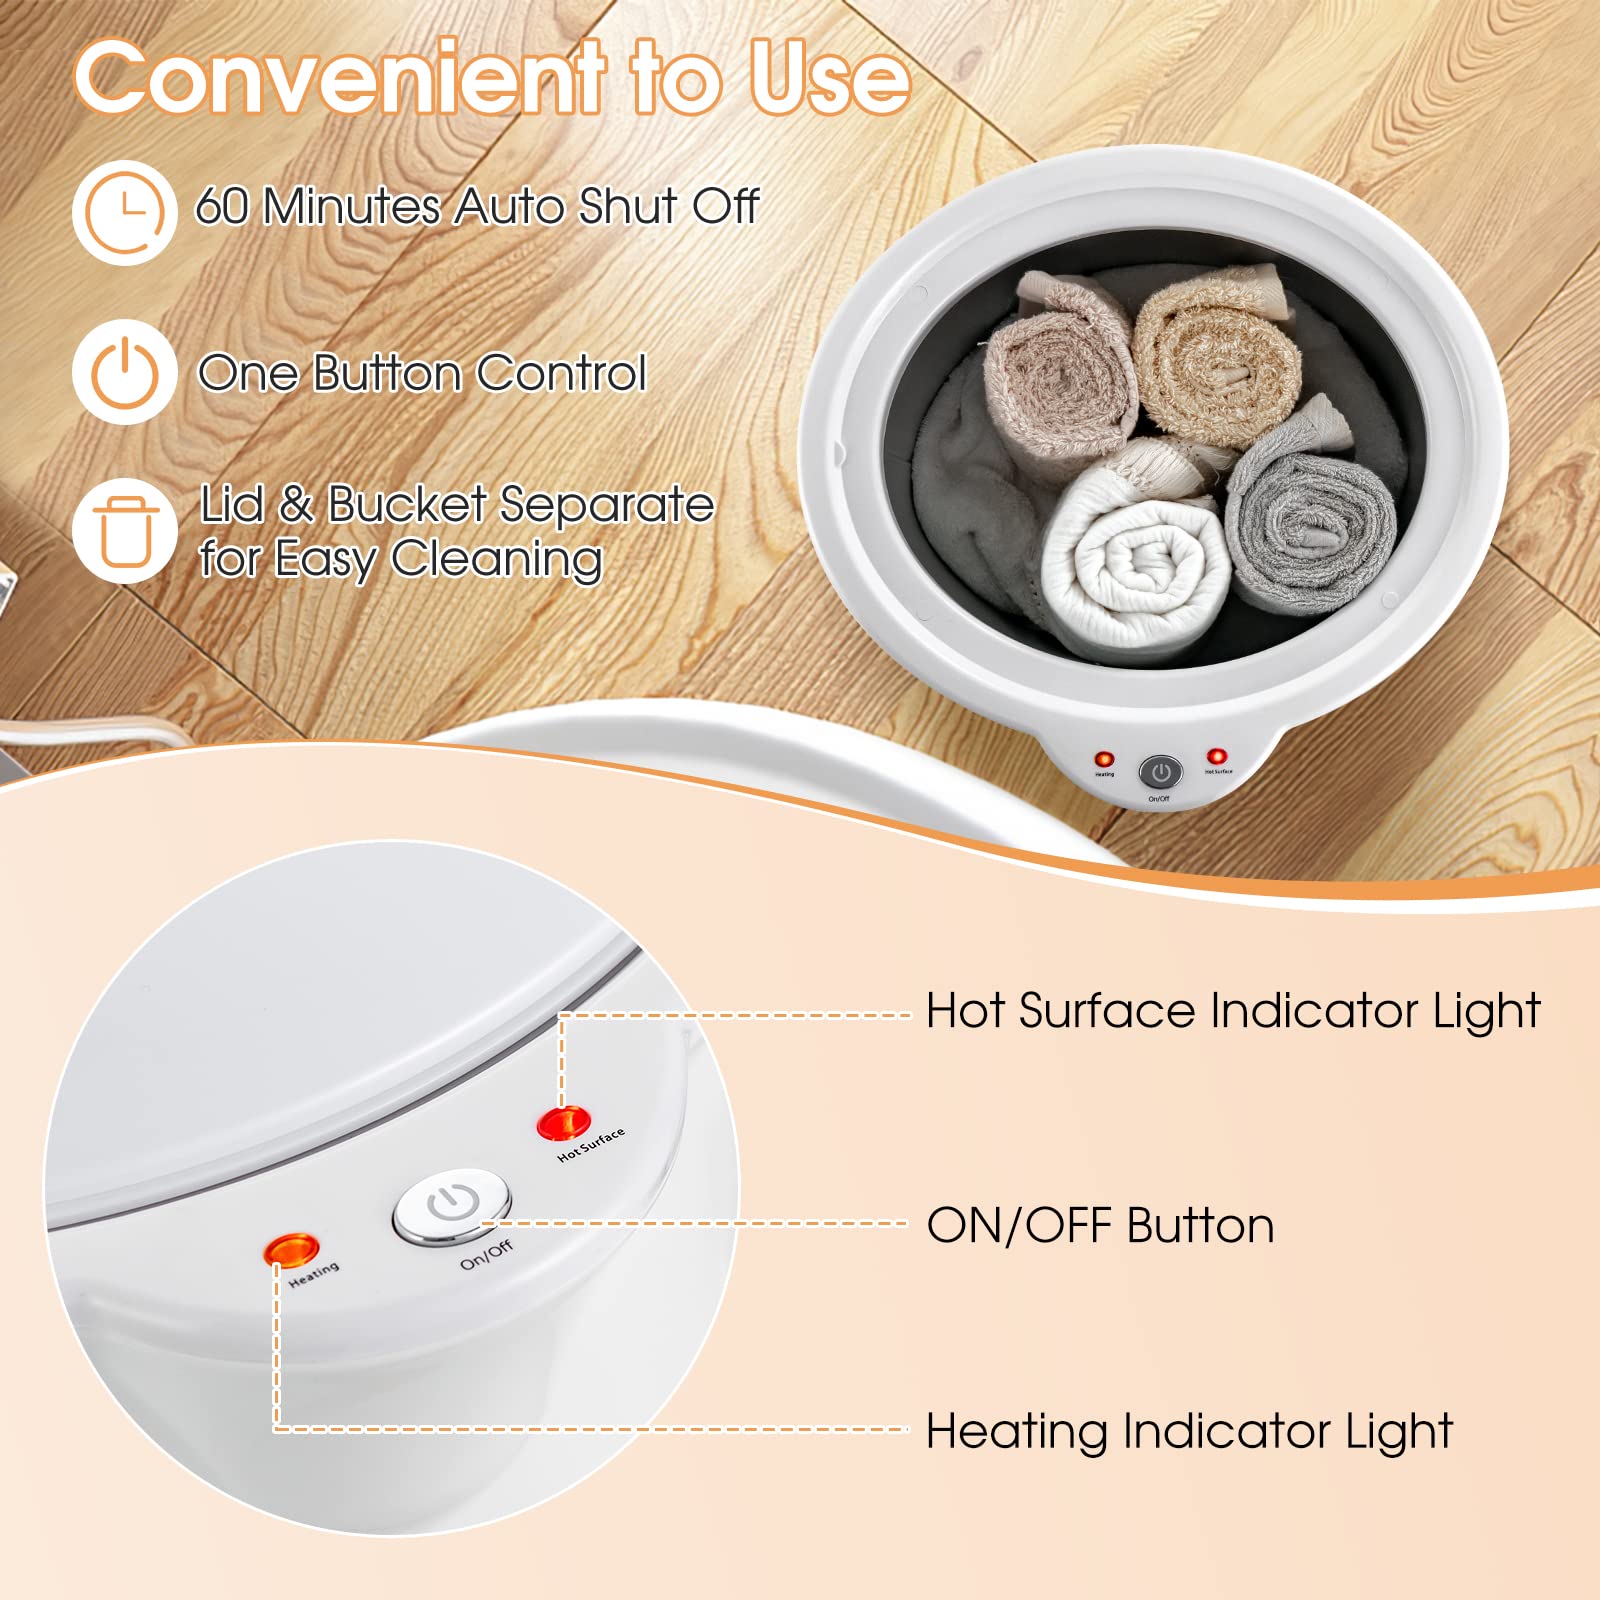 Convenient to Use
60 Minutes Auto Shut Off
One Button Control
Lid & Bucket Separate
for Easy Cleaning
Heating
On/Off
Hot Surface
Hot Surface Indicator Light
Hot Surface
ON/OFF Button
On/Off
Heating
Heating Indicator Light